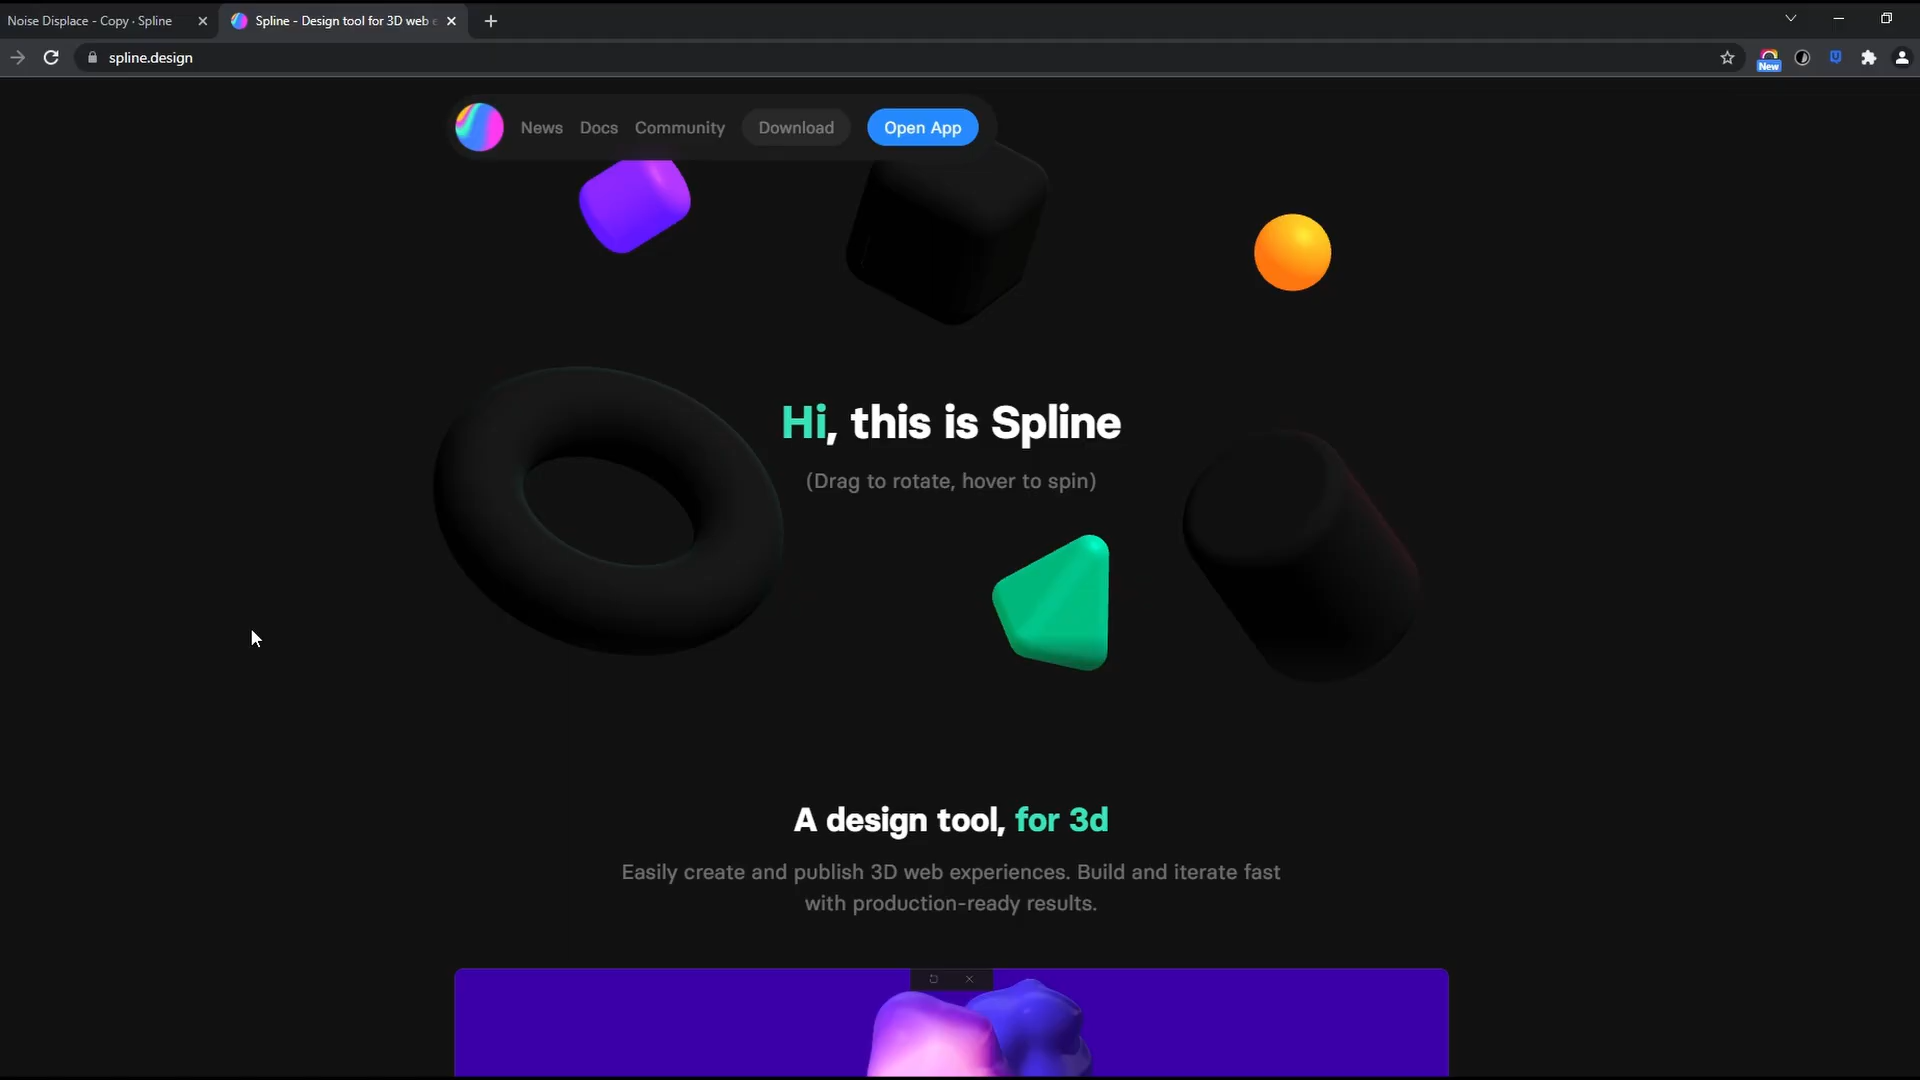 Noise Displace - Copy · Spline
Spline - Design tool for 3D web
spline.design
New
News Docs Community Download Open App
Hi, this is Spline
(Drag to rotate, hover to spin)
A design tool, for 3d
Easily create and publish 3D web experiences. Build and iterate fast
with production-ready results.